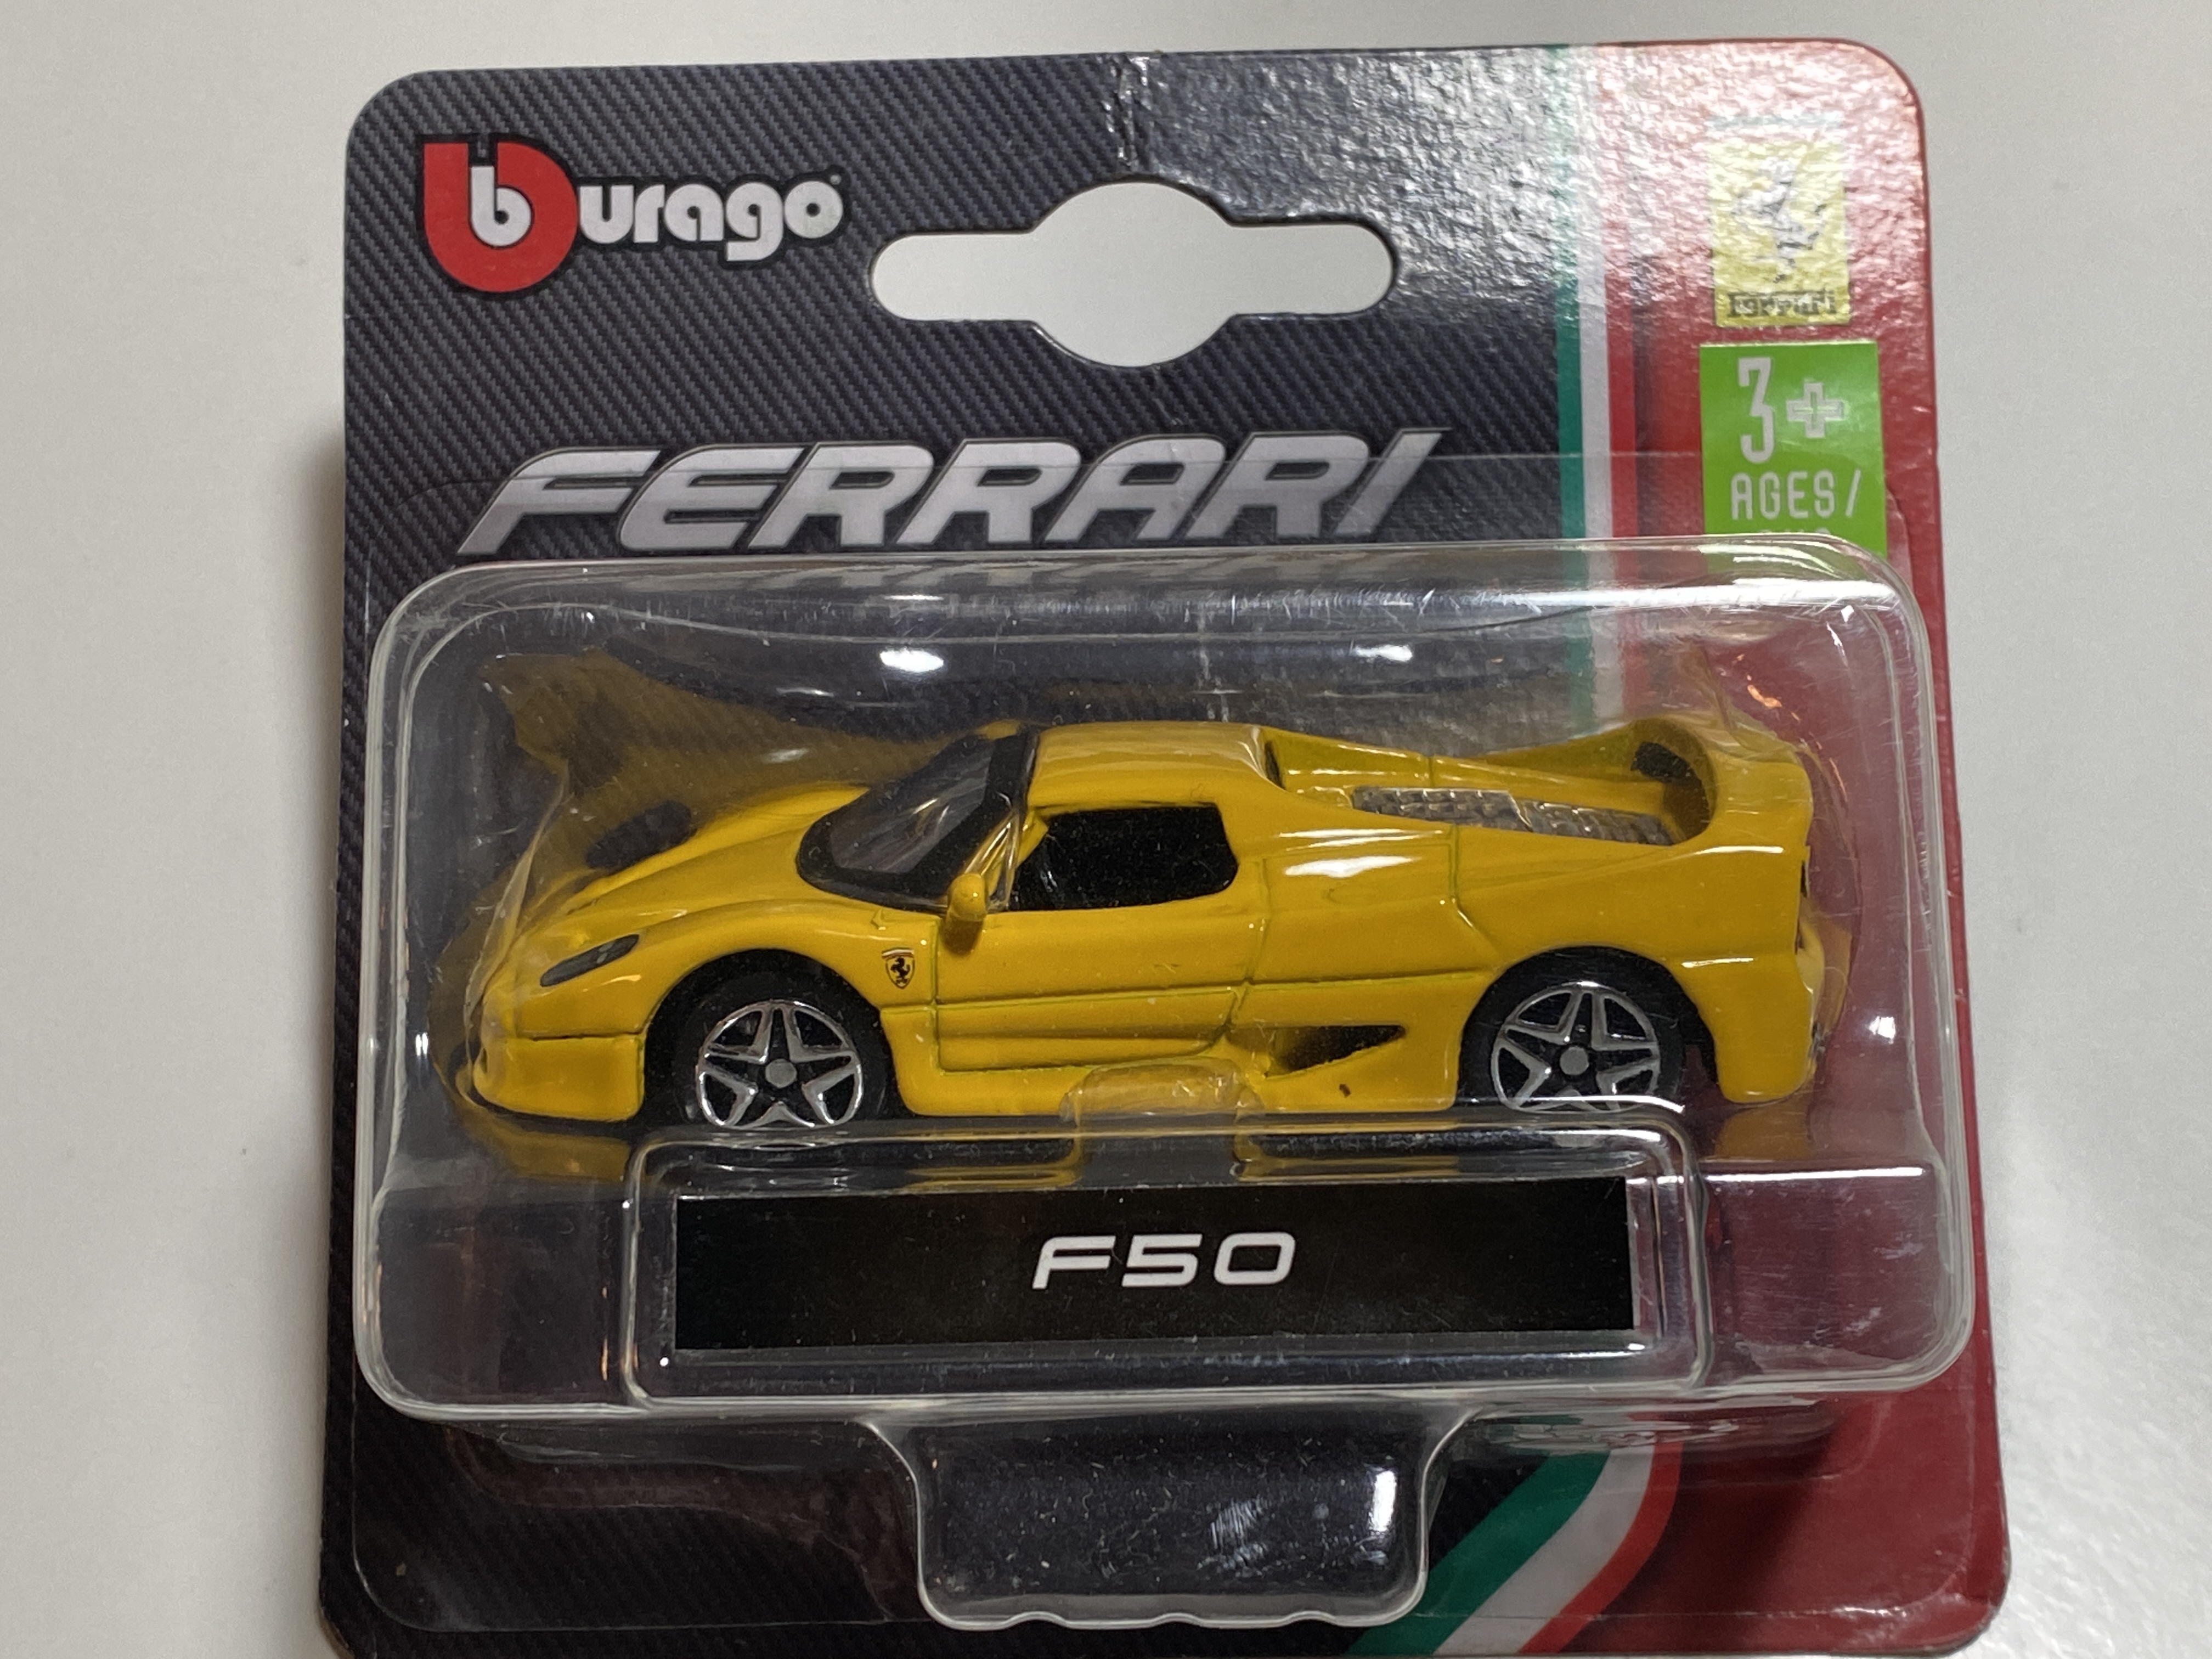 burago
Ferrari
3+
AGES/
FERRARI
F50